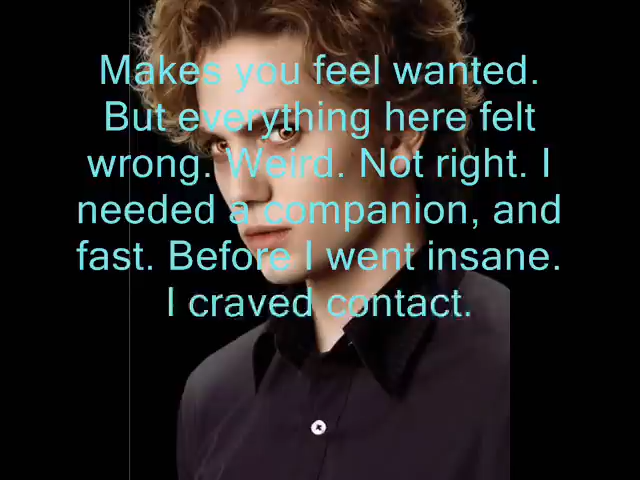 Makes you feel wanted.
But everything here felt
wrong. Weird. Not right. I
needed a companion, and
fast. Before I went insane.
I craved contact.